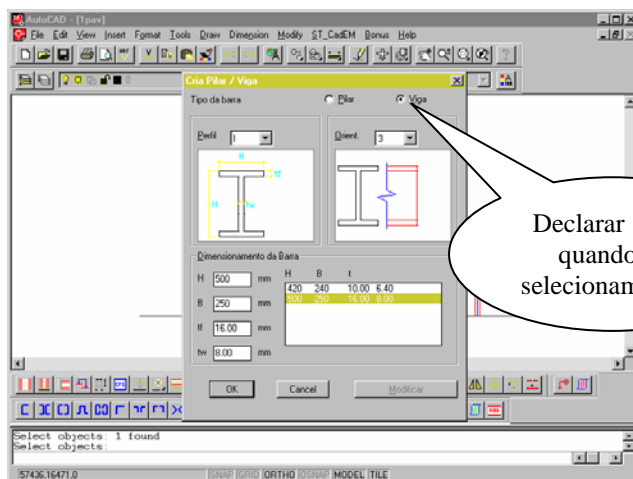 AutoCAD - [1pav]
File Edit View Insert Format Tools Draw Dimension Modify ST_CadEM Bonus Help
0
Cria Pilar / Viga
Tipo da barra Pilar Viga
Perfil I
Orient. 3
B
tf
H
tw
Dimensionamento da Barra
H 500 mm
B 250 mm
tf 16.00 mm
tw 8.00 mm
H B t
420 240 10.00 6.40
500 250 16.00 8.00
OK Cancel Modificar
Declarar
quando
selecionam
Select objects: 1 found
Select objects:
57436.16471.0 SNAP GRID ORTHO OSNAP MODEL TILE